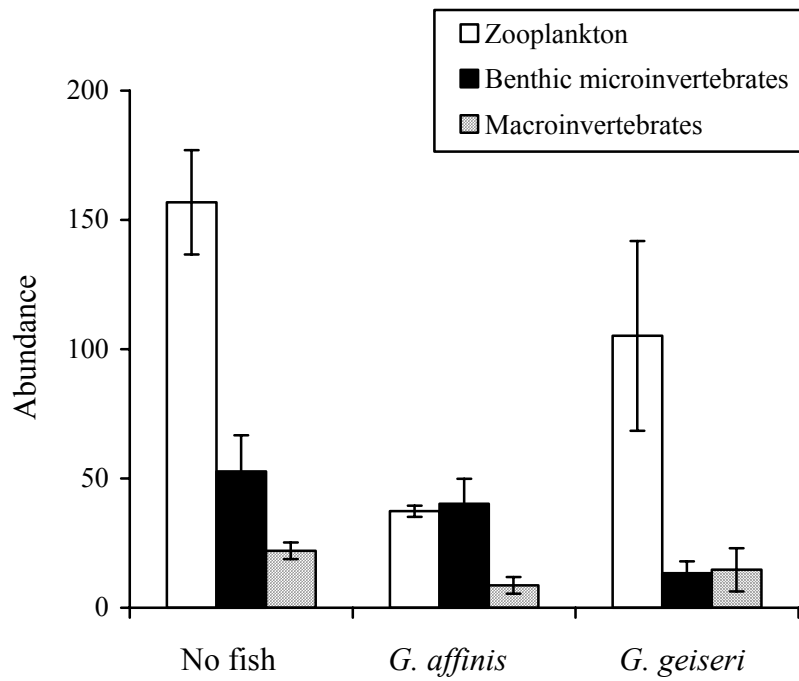 Zooplankton
Benthic microinvertebrates
Macroinvertebrates
200
150
100
50
0
Abundance
No fish
G. affinis
G. geiseri